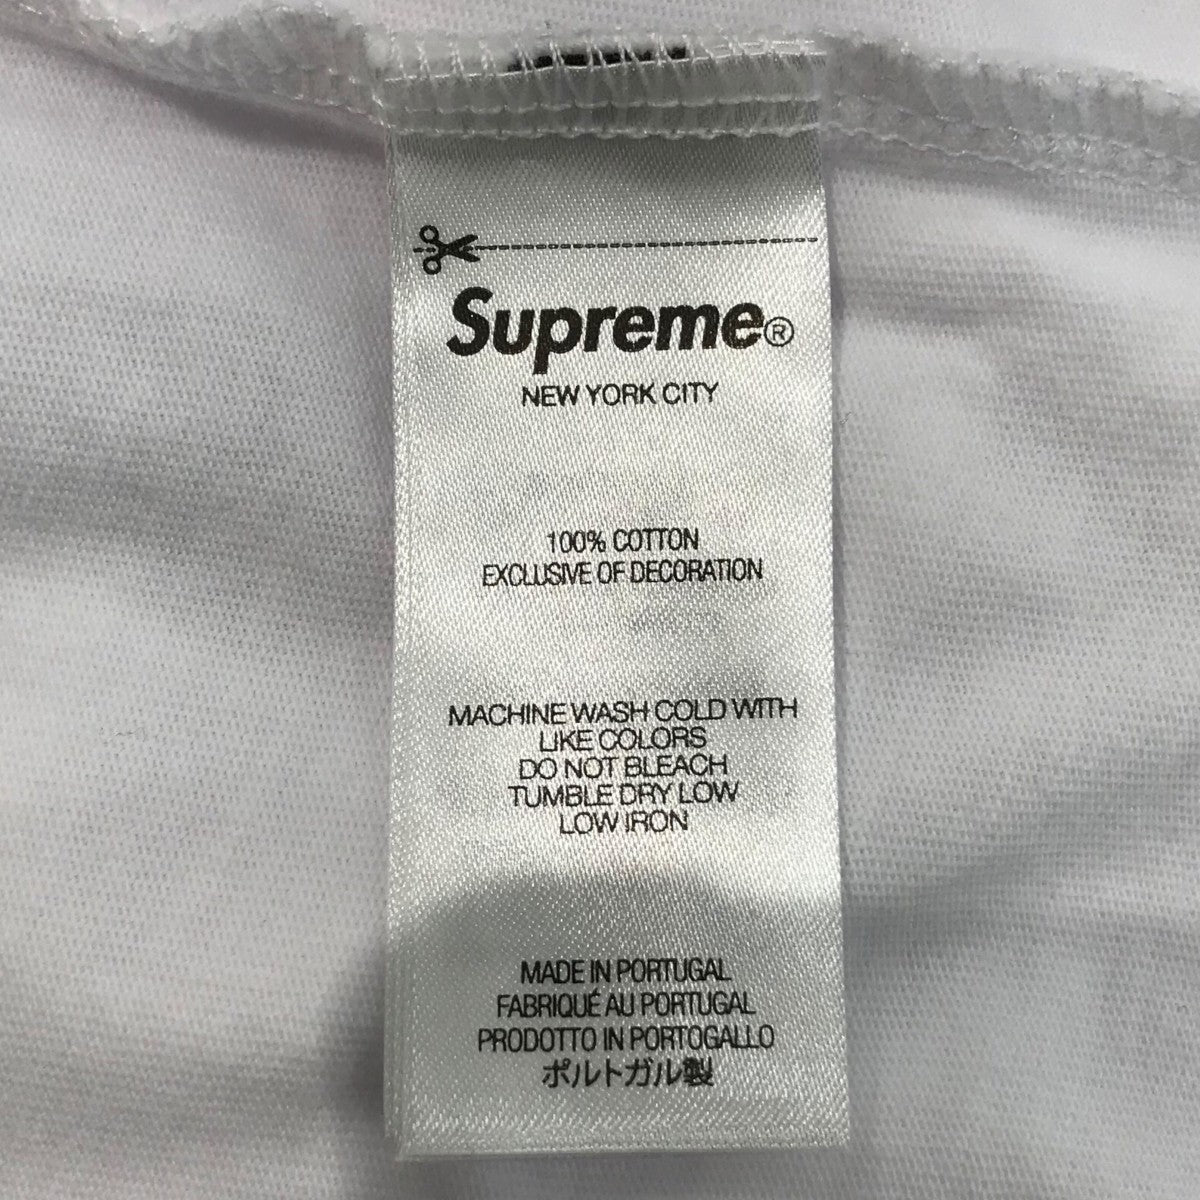 Supreme®
NEW YORK CITY
100% COTTON
EXCLUSIVE OF DECORATION
MACHINE WASH COLD WITH
LIKE COLORS
DO NOT BLEACH
TUMBLE DRY LOW
LOW IRON
MADE IN PORTUGAL
FABRIQUÉ AU PORTUGAL
PRODOTTO IN PORTOGALLO
ポルトガル製